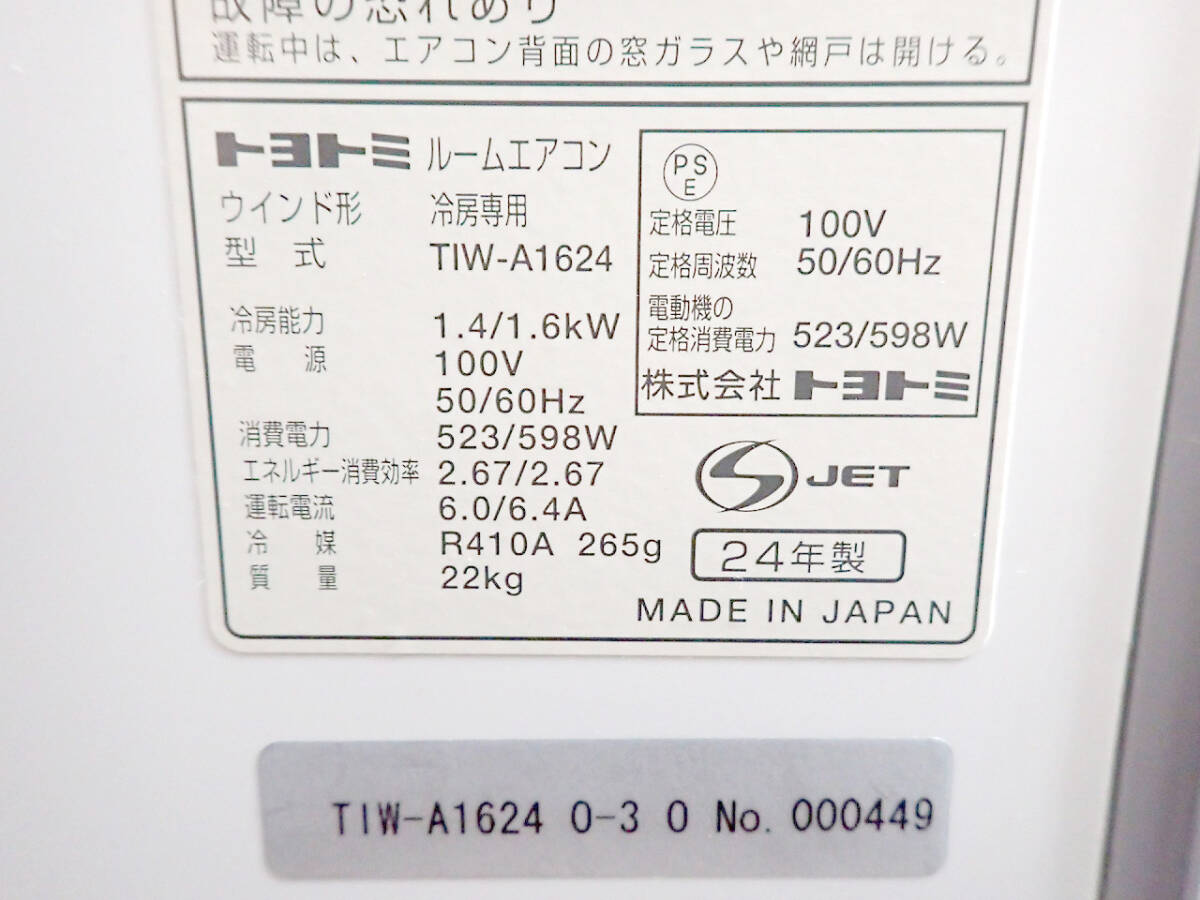 故障の恐れあり
運転中は、エアコン背面の窓ガラスや網戸は開ける。
トヨトミ ルームエアコン
ウインド形 冷房専用
型式 TIW-A1624
冷房能力 1.4/1.6kW
電源 100V
50/60Hz
消費電力 523/598W
エネルギー消費効率 2.67/2.67
運転電流 6.0/6.4A
冷媒 R410A 265g
質量 22kg
PS
E
定格電圧 100V
定格周波数 50/60Hz
電動機の
定格消費電力 523/598W
株式会社 トヨトミ
S JET
24年製
MADE IN JAPAN
TIW-A1624 0-3 0 No. 000449